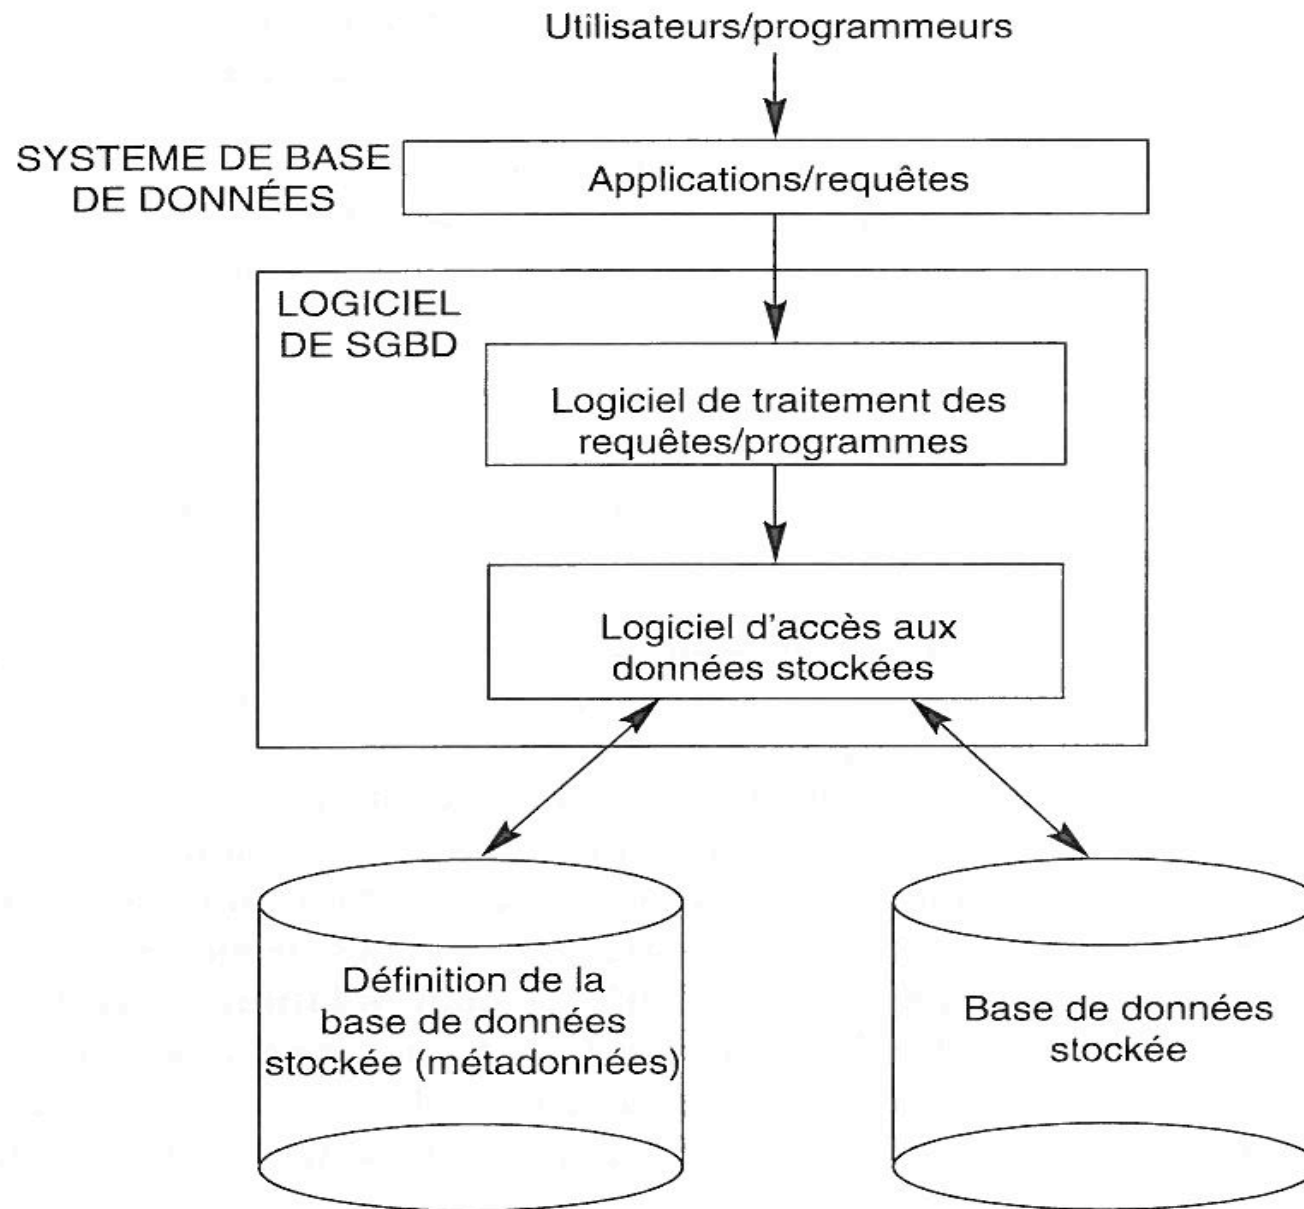 Utilisateurs/programmeurs
SYSTEME DE BASE
DE DONNÉES
Applications/requêtes
LOGICIEL
DE SGBD
Logiciel de traitement des
requêtes/programmes
Logiciel d'accès aux
données stockées
Définition de la
base de données
stockée (métadonnées)
Base de données
stockée